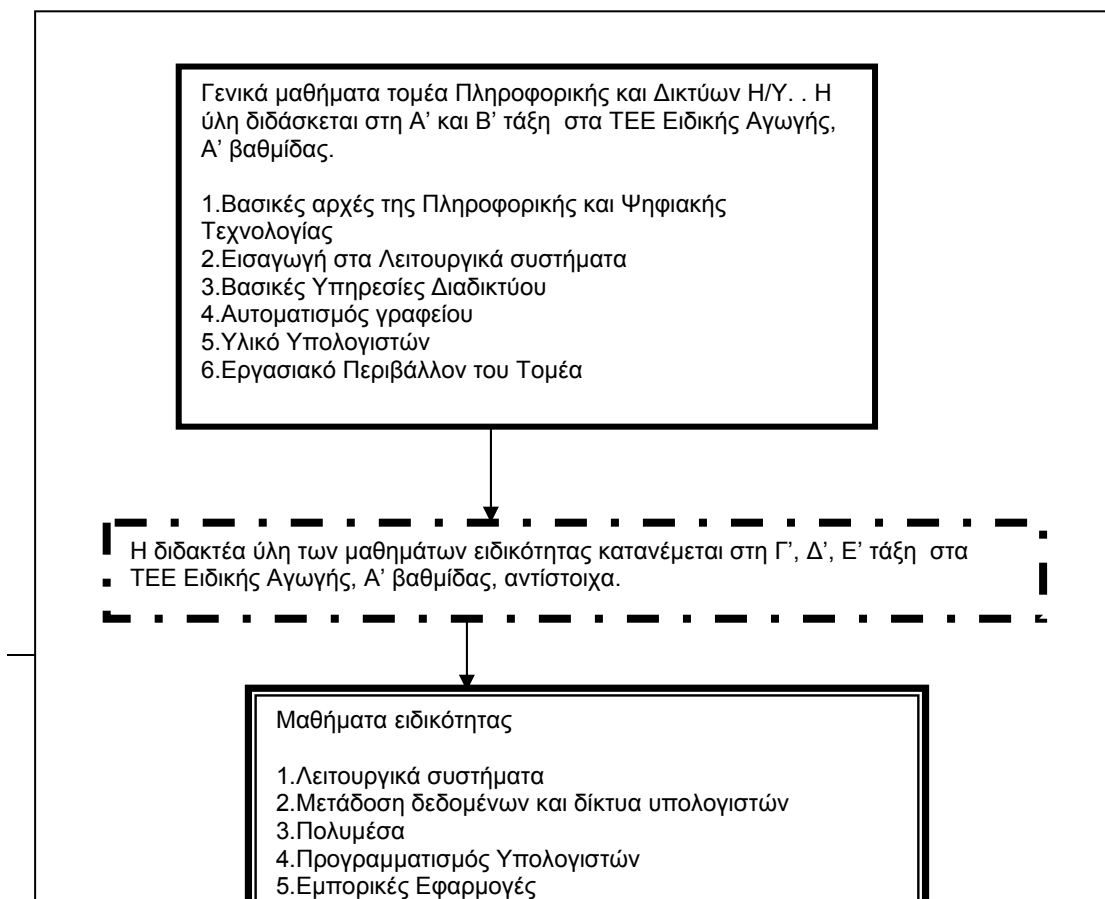 Γενικά μαθήματα τομέα Πληροφορικής και Δικτύων Η/Υ. . Η
ύλη διδάσκεται στη Α’ και Β’ τάξη στα ΤΕΕ Ειδικής Αγωγής,
Α’ βαθμίδας.
1.Βασικές αρχές της Πληροφορικής και Ψηφιακής
Τεχνολογίας
2.Εισαγωγή στα Λειτουργικά συστήματα
3.Βασικές Υπηρεσίες Διαδικτύου
4.Αυτοματισμός γραφείου
5.Υλικό Υπολογιστών
6.Εργασιακό Περιβάλλον του Τομέα
Η διδακτέα ύλη των μαθημάτων ειδικότητας κατανέμεται στη Γ’, Δ’, Ε’ τάξη στα
ΤΕΕ Ειδικής Αγωγής, Α’ βαθμίδας, αντίστοιχα.
Μαθήματα ειδικότητας
1.Λειτουργικά συστήματα
2.Μετάδοση δεδομένων και δίκτυα υπολογιστών
3.Πολυμέσα
4.Προγραμματισμός Υπολογιστών
5.Εμπορικές Εφαρμογές